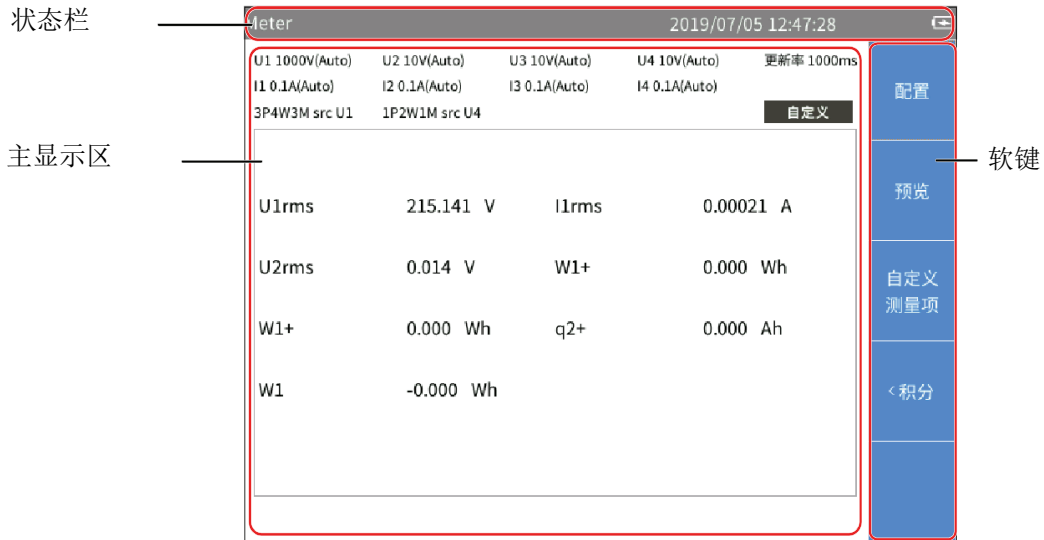 状态栏
Meter 2019/07/05 12:47:28
U1 1000V(Auto) U2 10V(Auto) U3 10V(Auto) U4 10V(Auto) 更新率 1000ms
I1 0.1A(Auto) I2 0.1A(Auto) I3 0.1A(Auto) I4 0.1A(Auto)
3P4W3M src U1 1P2W1M src U4 自定义
配置
主显示区
软键
预览
U1rms 215.141 V I1rms 0.00021 A
U2rms 0.014 V W1+ 0.000 Wh
自定义
测量项
W1+ 0.000 Wh q2+ 0.000 Ah
W1 -0.000 Wh
<积分